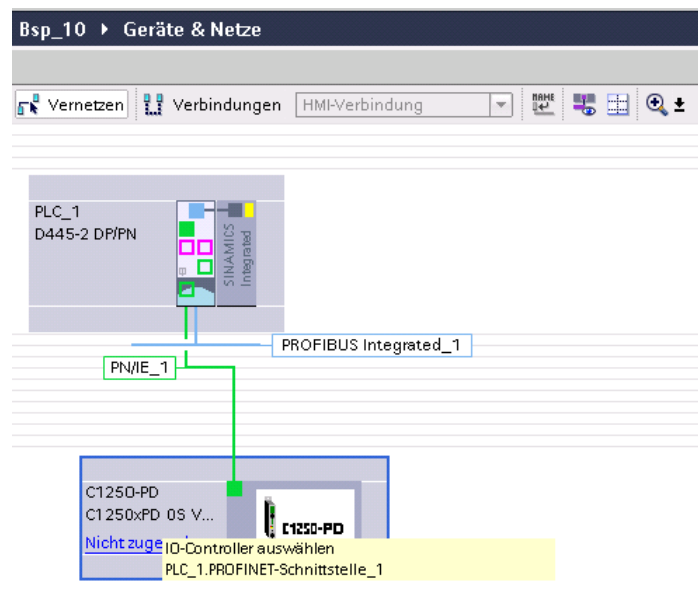 Bsp_10 ▸ Geräte & Netze
Vernetzen Verbindungen HMI-Verbindung NAME
PLC_1
D445-2 DP/PN
SINAMICS
Integrated
PROFIBUS Integrated_1
PN/IE_1
C1250-PD
C1250xPD 0S V...
C1250-PD
Nicht zuge
IO-Controller auswählen
PLC_1.PROFINET-Schnittstelle_1